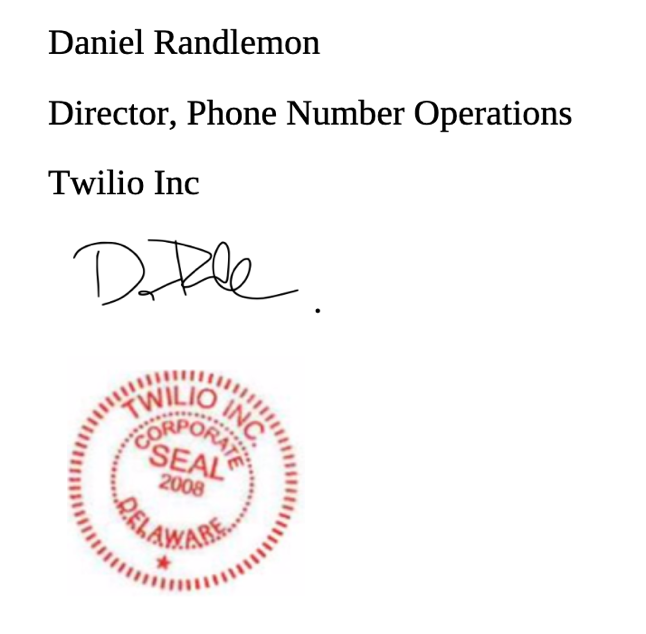 Daniel Randlemon
Director, Phone Number Operations
Twilio Inc
.
TWILIO INC.
CORPORATE
SEAL
2008
DELAWARE